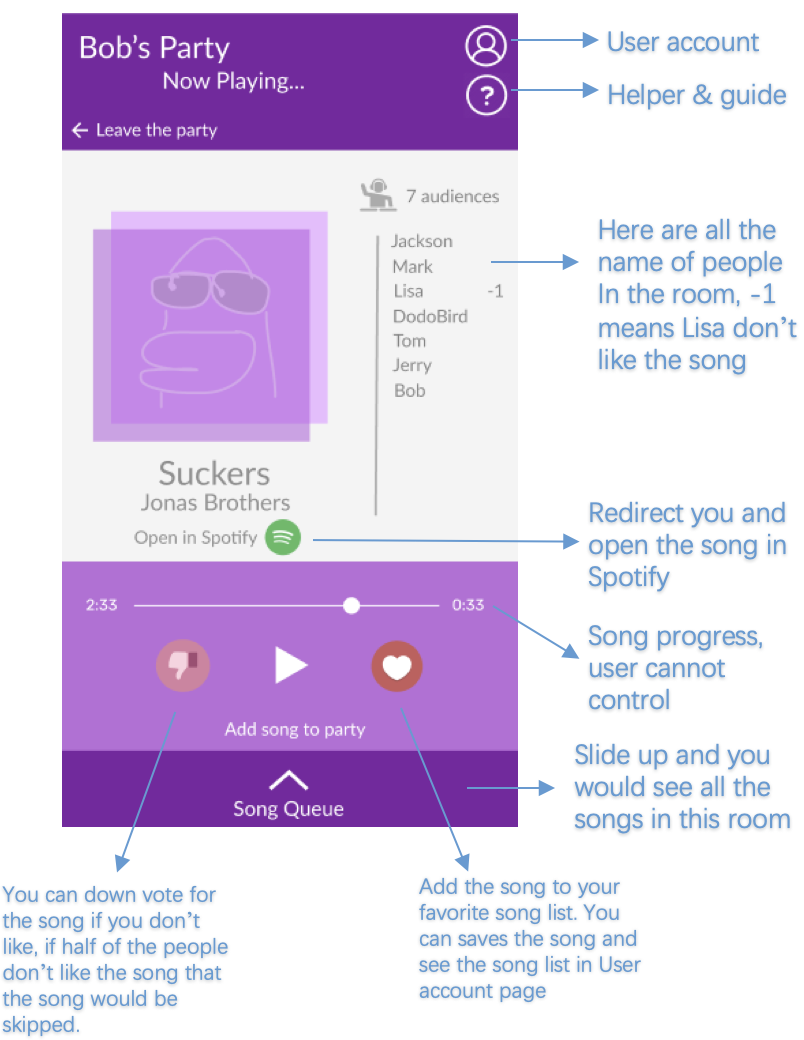 Bob's Party
Now Playing...
← Leave the party
?
User account
Helper & guide
7 audiences
Jackson
Mark
Lisa -1
DodoBird
Tom
Jerry
Bob
Here are all the
name of people
In the room, -1
means Lisa don't
like the song
Suckers
Jonas Brothers
Open in Spotify
Redirect you and
open the song in
Spotify
2:33 0:33
Song progress,
user cannot
control
Add song to party
Song Queue
Slide up and you
would see all the
songs in this room
You can down vote for
the song if you don't
like, if half of the people
don't like the song that
the song would be
skipped.
Add the song to your
favorite song list. You
can saves the song and
see the song list in User
account page